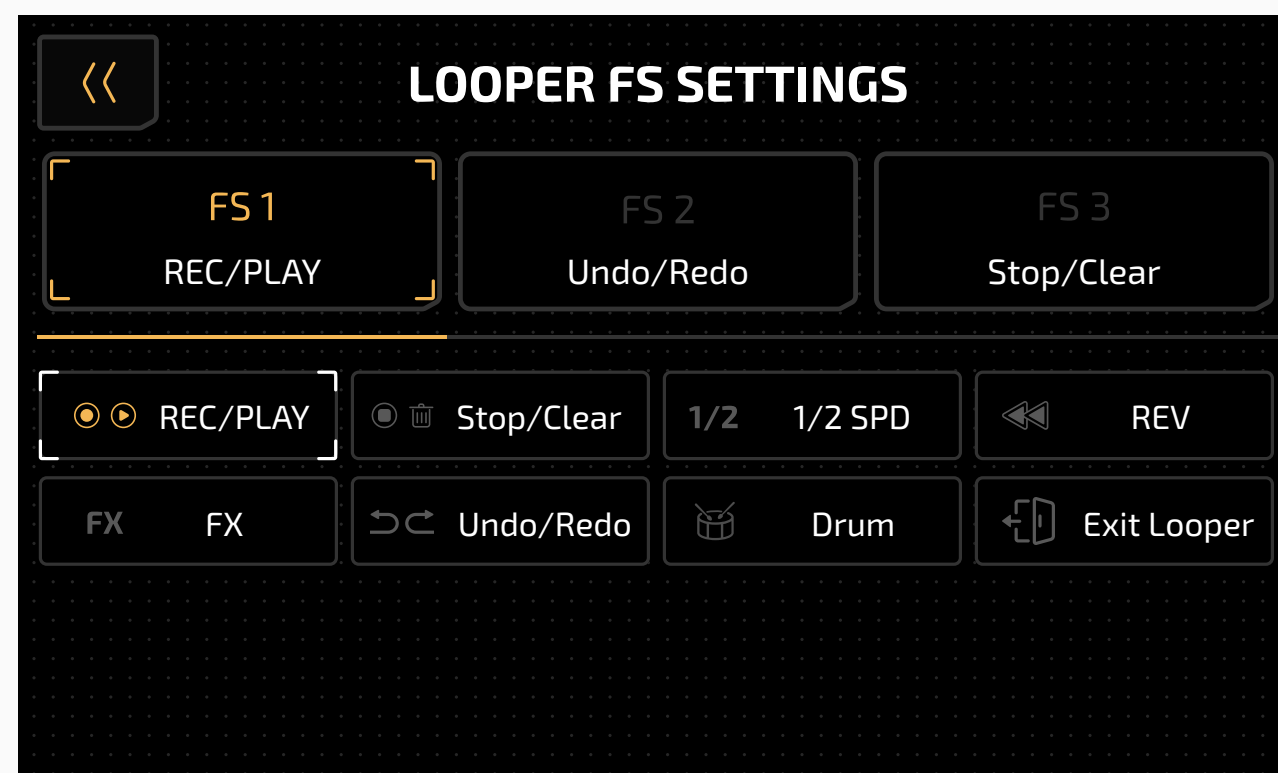 LOOPER FS SETTINGS
FS 1
REC/PLAY
FS 2
Undo/Redo
FS 3
Stop/Clear
REC/PLAY
Stop/Clear
1/2 1/2 SPD
REV
FX FX
Undo/Redo
Drum
Exit Looper